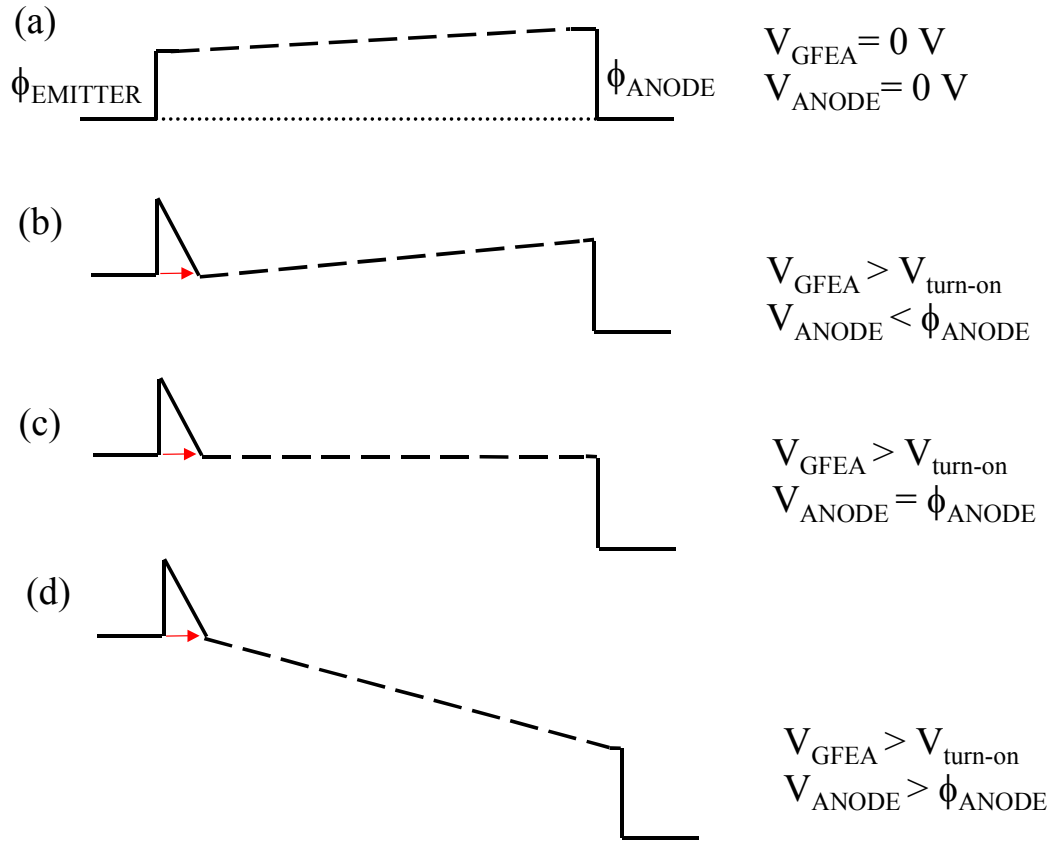 (a)
ϕEMITTER
ϕANODE
VGFEA= 0 V
VANODE= 0 V
(b)
VGFEA > Vturn-on
VANODE < ϕANODE
(c)
VGFEA > Vturn-on
VANODE = ϕANODE
(d)
VGFEA > Vturn-on
VANODE > ϕANODE